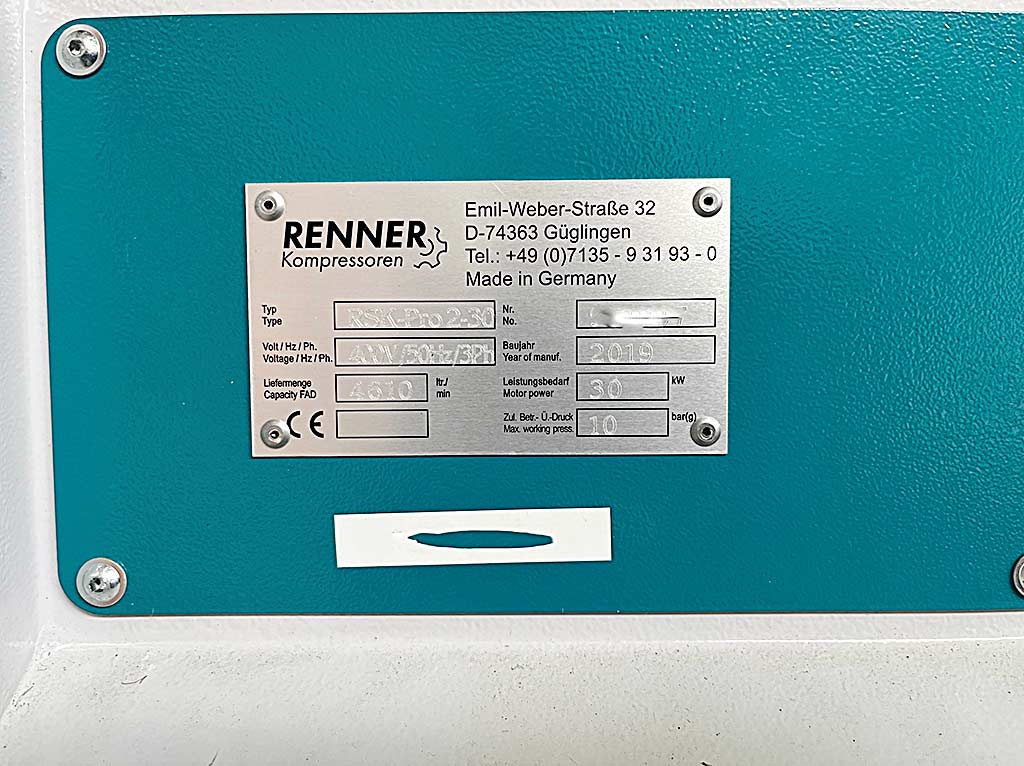 RENNER
Kompressoren
Emil-Weber-Straße 32
D-74363 Güglingen
Tel.: +49 (0)7135 - 9 31 93 - 0
Made in Germany
Typ
Type
RSK-Pro 2-30
Nr.
No.
Volt / Hz / Ph.
Voltage / Hz / Ph.
400V/50Hz/3Ph
Baujahr
Year of manuf.
2019
Liefermenge
Capacity FAD
4610
ltr./
min
Leistungsbedarf
Motor power
30
kW
CE
Zul. Betr.- Ü.-Druck
Max. working press.
10
bar(g)